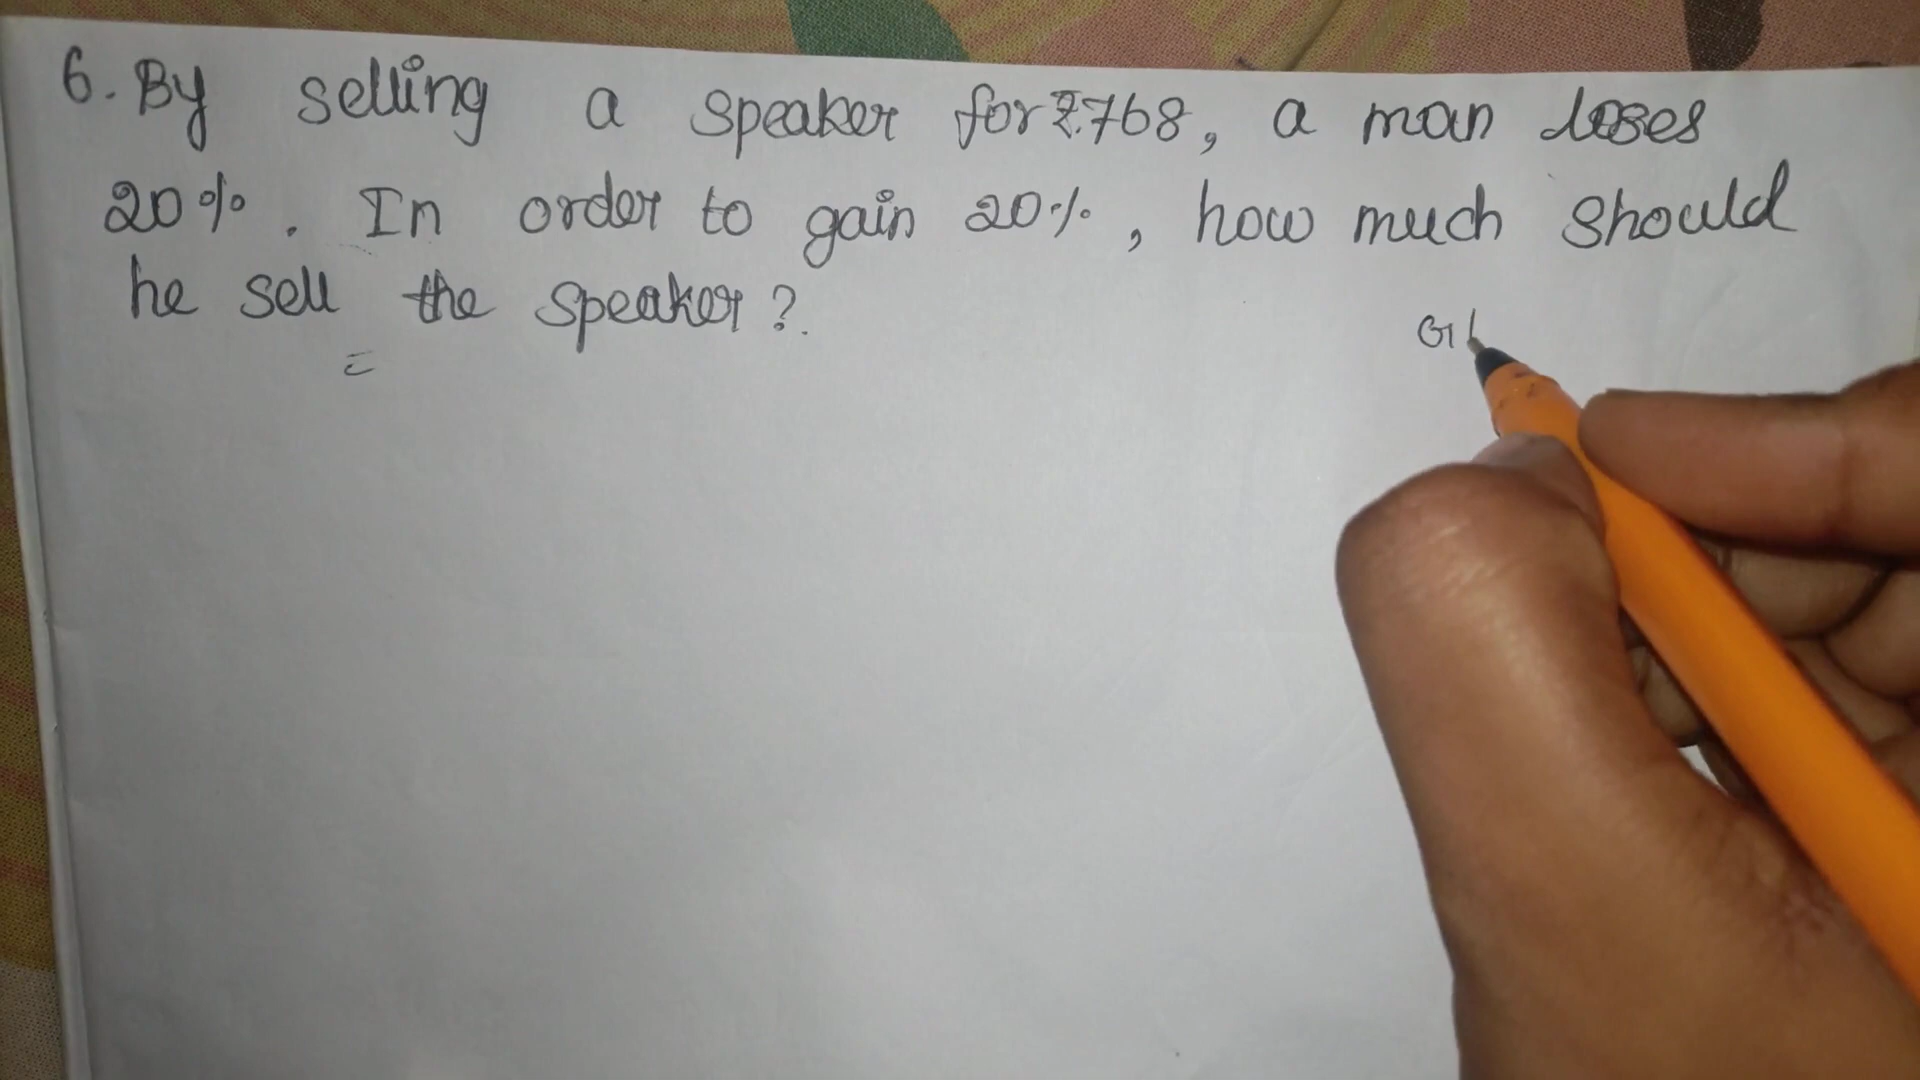 6. By selling a speaker for ₹.768, a man loses
20%. In order to gain 20%, how much should
he sell the speaker?
=